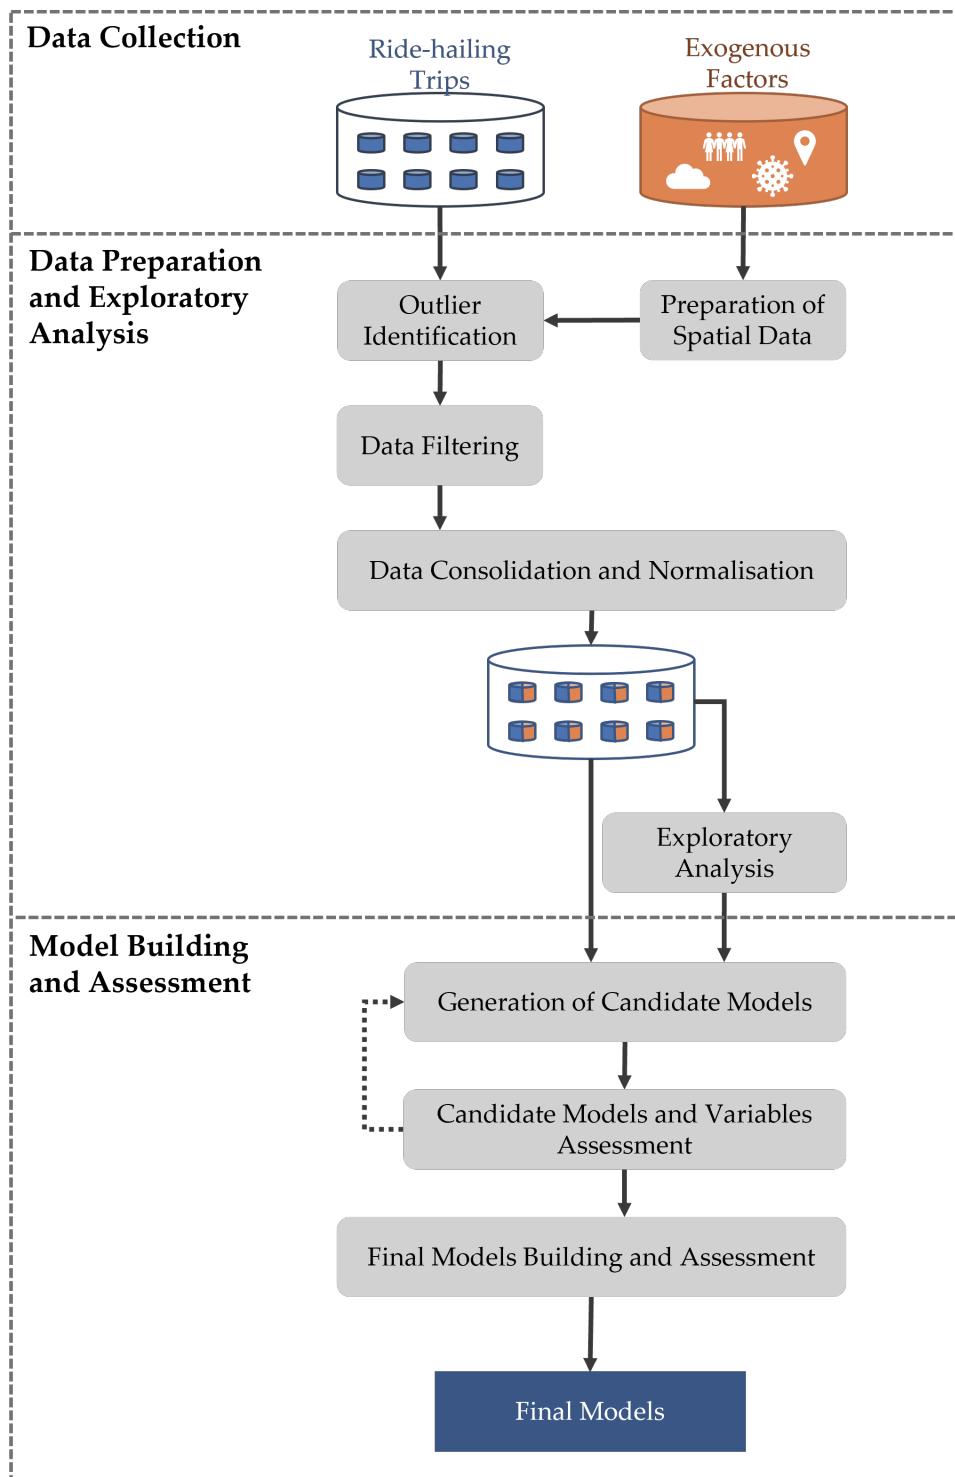 Data Collection
Ride-hailing
Trips
Exogenous
Factors
Data Preparation
and Exploratory
Analysis
Outlier
Identification
Preparation of
Spatial Data
Data Filtering
Data Consolidation and Normalisation
Exploratory
Analysis
Model Building
and Assessment
Generation of Candidate Models
Candidate Models and Variables
Assessment
Final Models Building and Assessment
Final Models